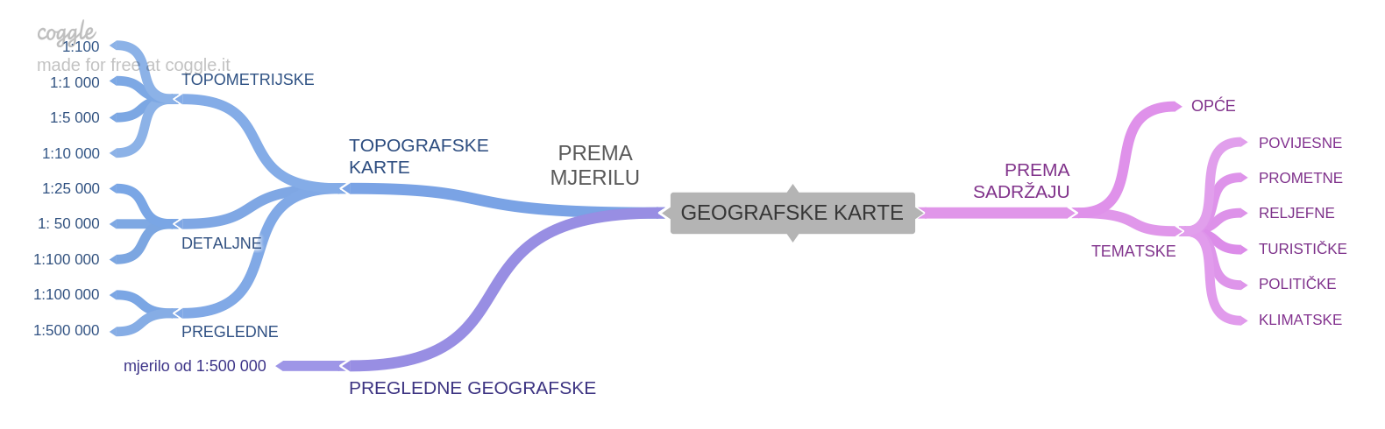 coggle
made for free at coggle.it
1:100
1:1 000
1:5 000
1:10 000
TOPOMETRIJSKE
1:25 000
1: 50 000
1:100 000
DETALJNE
1:100 000
1:500 000
PREGLEDNE
TOPOGRAFSKE
KARTE
mjerilo od 1:500 000
PREGLEDNE GEOGRAFSKE
PREMA
MJERILU
GEOGRAFSKE KARTE
PREMA
SADRŽAJU
OPĆE
TEMATSKE
POVIJESNE
PROMETNE
RELJEFNE
TURISTIČKE
POLITIČKE
KLIMATSKE